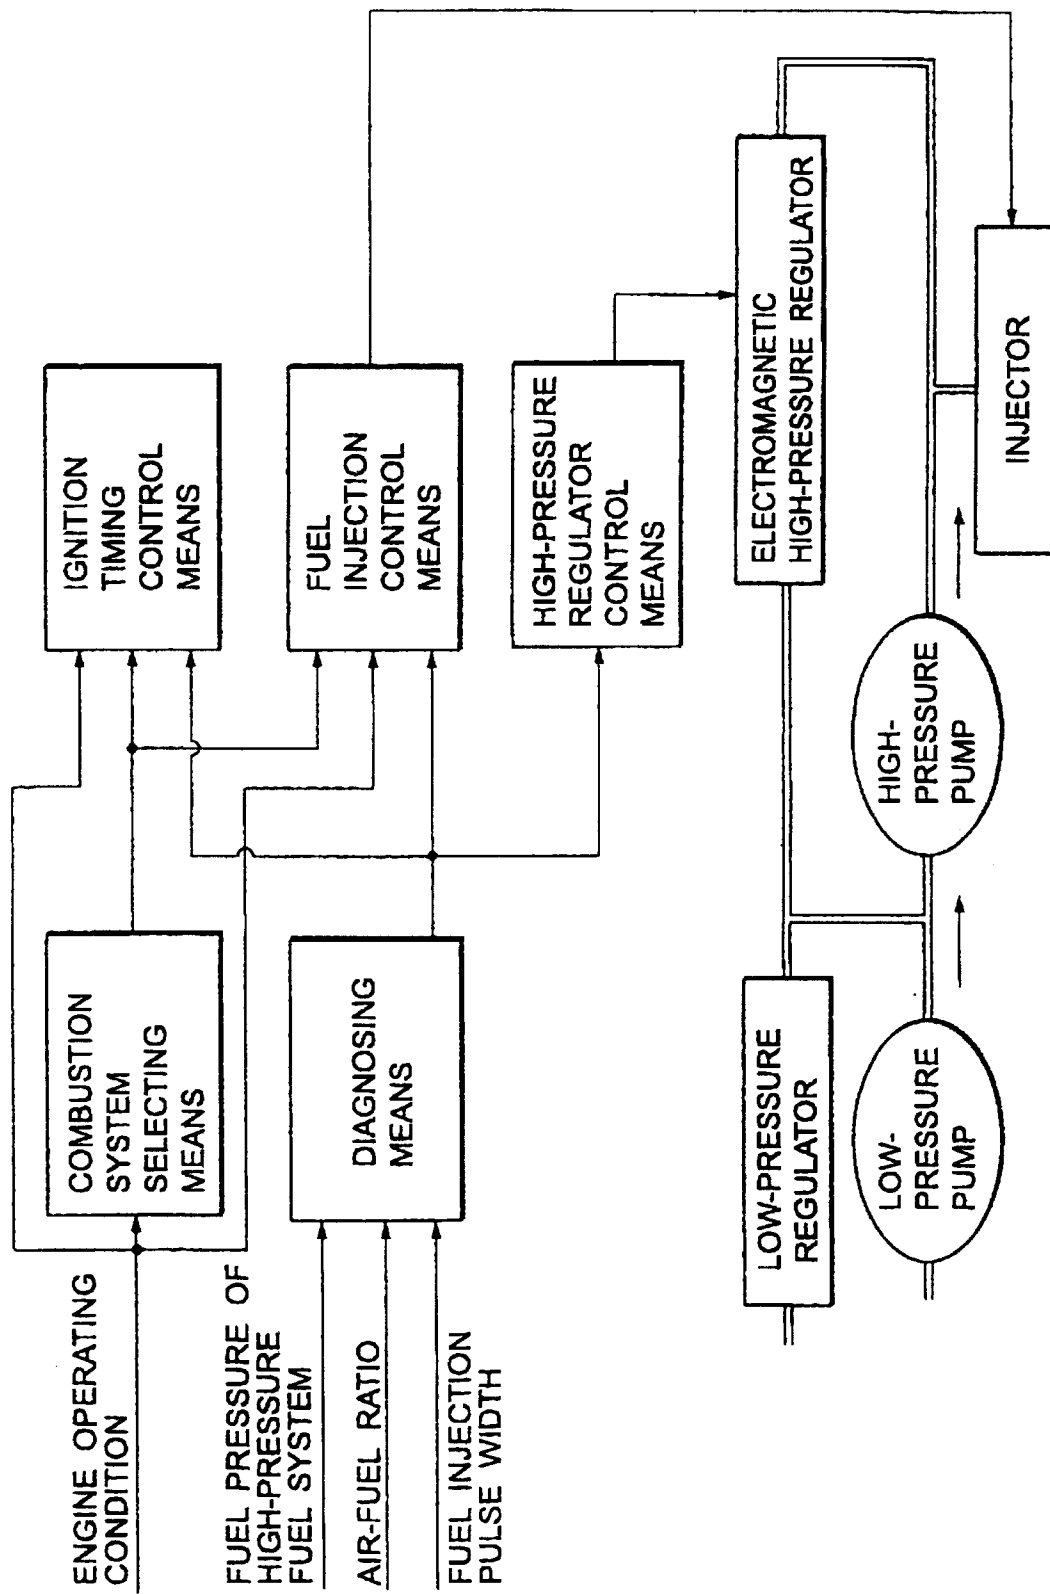 ENGINE OPERATING
CONDITION
FUEL PRESSURE OF
HIGH-PRESSURE
FUEL SYSTEM
AIR-FUEL RATIO
FUEL INJECTION
PULSE WIDTH
COMBUSTION
SYSTEM
SELECTING
MEANS
DIAGNOSING
MEANS
IGNITION
TIMING
CONTROL
MEANS
FUEL
INJECTION
CONTROL
MEANS
HIGH-PRESSURE
REGULATOR
CONTROL
MEANS
LOW-PRESSURE
REGULATOR
ELECTROMAGNETIC
HIGH-PRESSURE REGULATOR
LOW-
PRESSURE
PUMP
HIGH-
PRESSURE
PUMP
INJECTOR